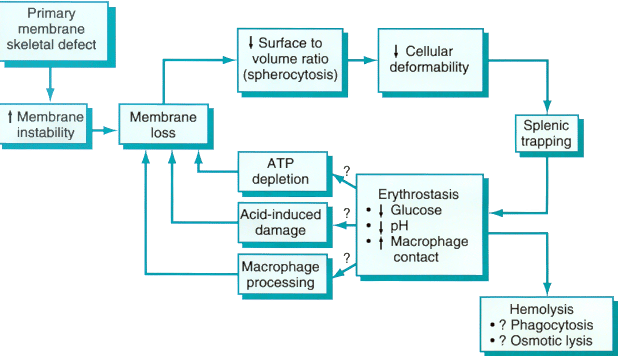 Primary
membrane
skeletal defect
↓ Surface to
volume ratio
(spherocytosis)
↓ Cellular
deformability
↑ Membrane
instability
Membrane
loss
Splenic
trapping
ATP
depletion
?
Acid-induced
damage
?
Macrophage
processing
?
Erythrostasis
• ↓ Glucose
• ↓ pH
• ↑ Macrophage
contact
Hemolysis
• ? Phagocytosis
• ? Osmotic lysis